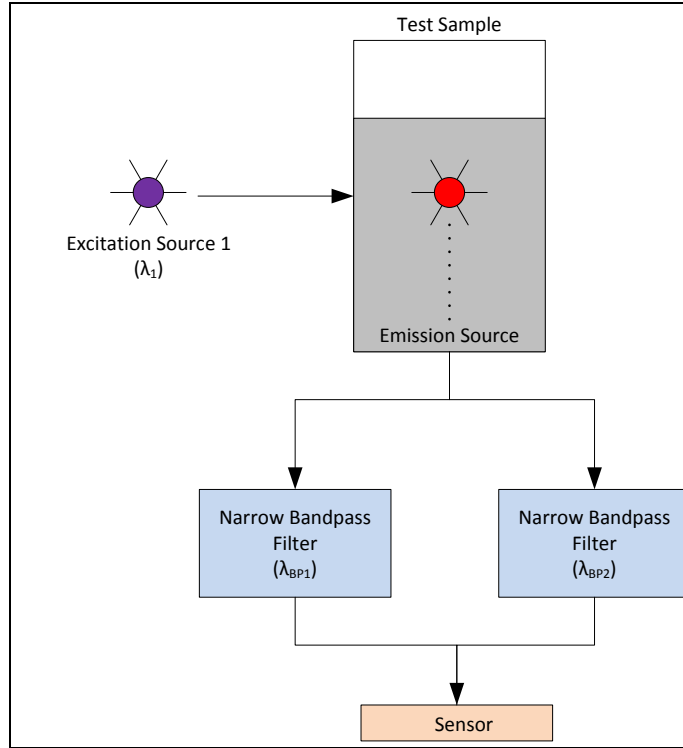 Test Sample
Excitation Source 1
(λ₁)
Emission Source
Narrow Bandpass
Filter
(λBP1)
Narrow Bandpass
Filter
(λBP2)
Sensor